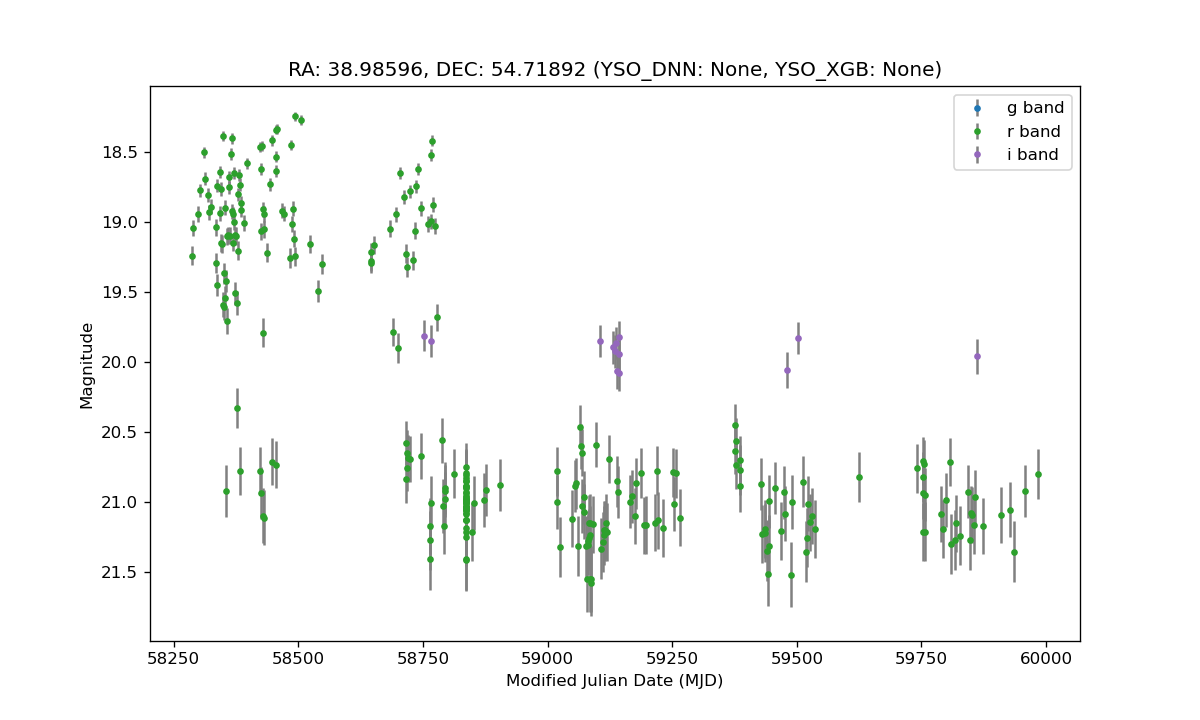 RA: 38.98596, DEC: 54.71892 (YSO_DNN: None, YSO_XGB: None)
g band
r band
i band
18.5
19.0
19.5
20.0
20.5
21.0
21.5
Magnitude
58250 58500 58750 59000 59250 59500 59750 60000
Modified Julian Date (MJD)